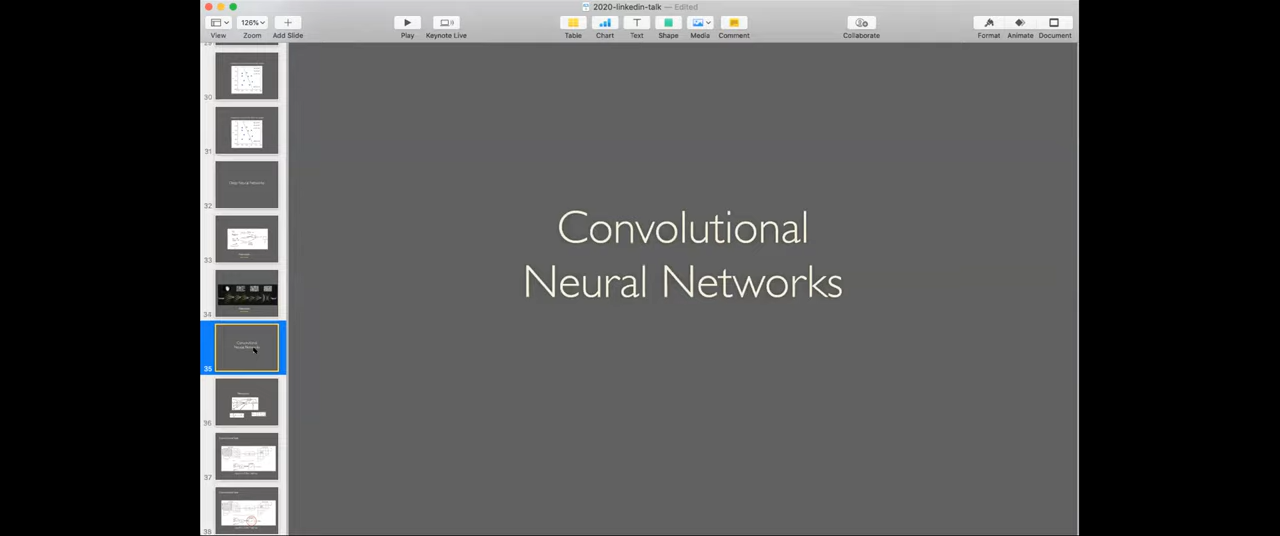 2020-linkedin-talk — Edited
126%
View Zoom Add Slide Play Keynote Live Table Chart Text Shape Media Comment Collaborate Format Animate Document
30
31
32
33
34
35
36
37
Convolutional
Neural Networks